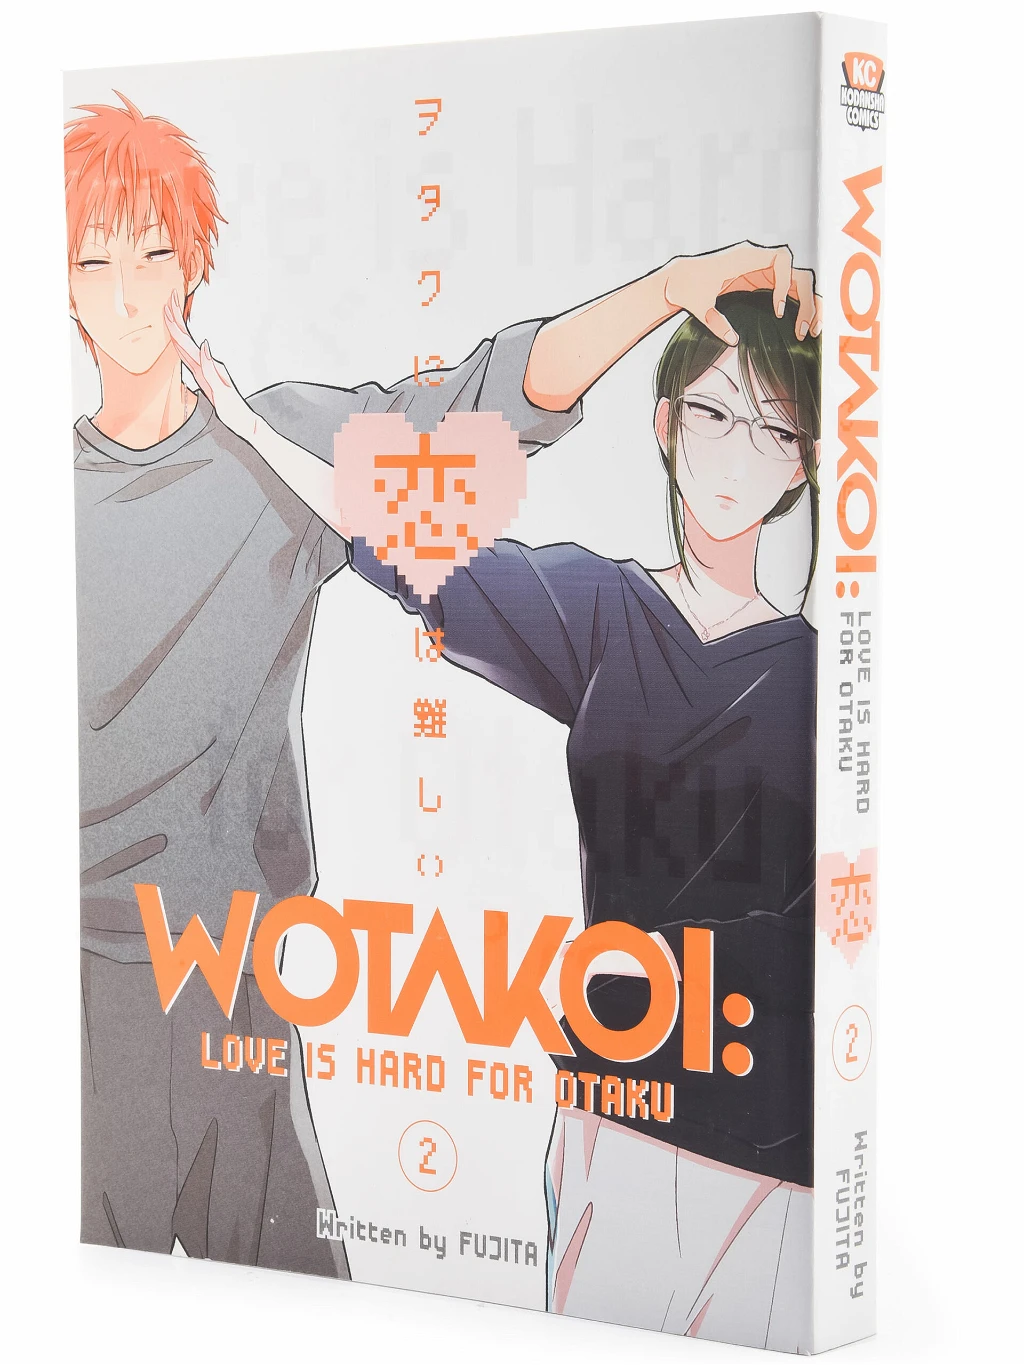 ヲタクに恋は難しい
WOTAKOI:
LOVE IS HARD FOR OTAKU
2
Written by FUJITA
KC
KODANSHA
COMICS
WOTAKOI:
LOVE IS HARD
FOR OTAKU
恋
2
Written by
FUJITA